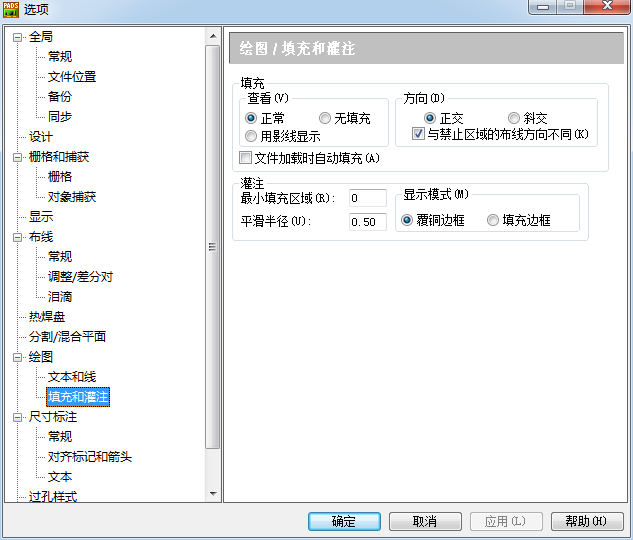 PADS 选项
全局
常规
文件位置
备份
同步
设计
栅格和捕获
栅格
对象捕获
显示
布线
常规
调整/差分对
泪滴
热焊盘
分割/混合平面
绘图
文本和线
填充和灌注
尺寸标注
常规
对齐标记和箭头
文本
过孔样式
绘图 / 填充和灌注
填充
查看(V)
正常
无填充
用影线显示
方向(D)
正交
斜交
与禁止区域的布线方向不同(K)
文件加载时自动填充(A)
灌注
最小填充区域(R):
0
平滑半径(U):
0.50
显示模式(M)
覆铜边框
填充边框
确定
取消
应用(L)
帮助(H)